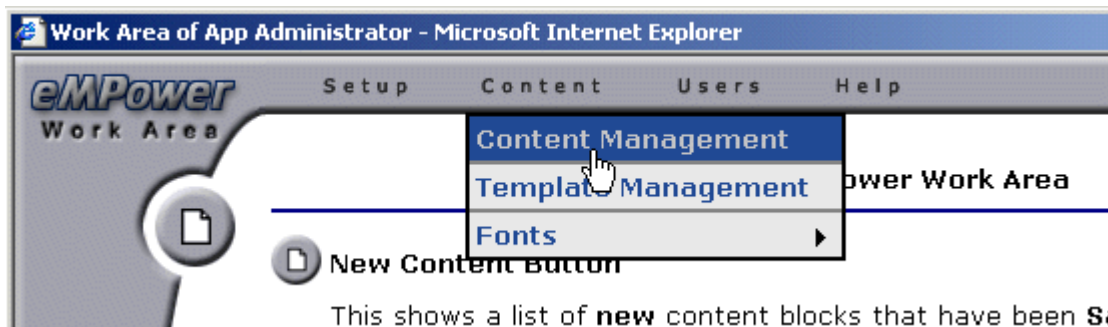 Work Area of App Administrator - Microsoft Internet Explorer
eMPower
Work Area
Setup Content Users Help
Content Management
Template Management
Fonts
ower Work Area
New Content Button
This shows a list of new content blocks that have been Sa